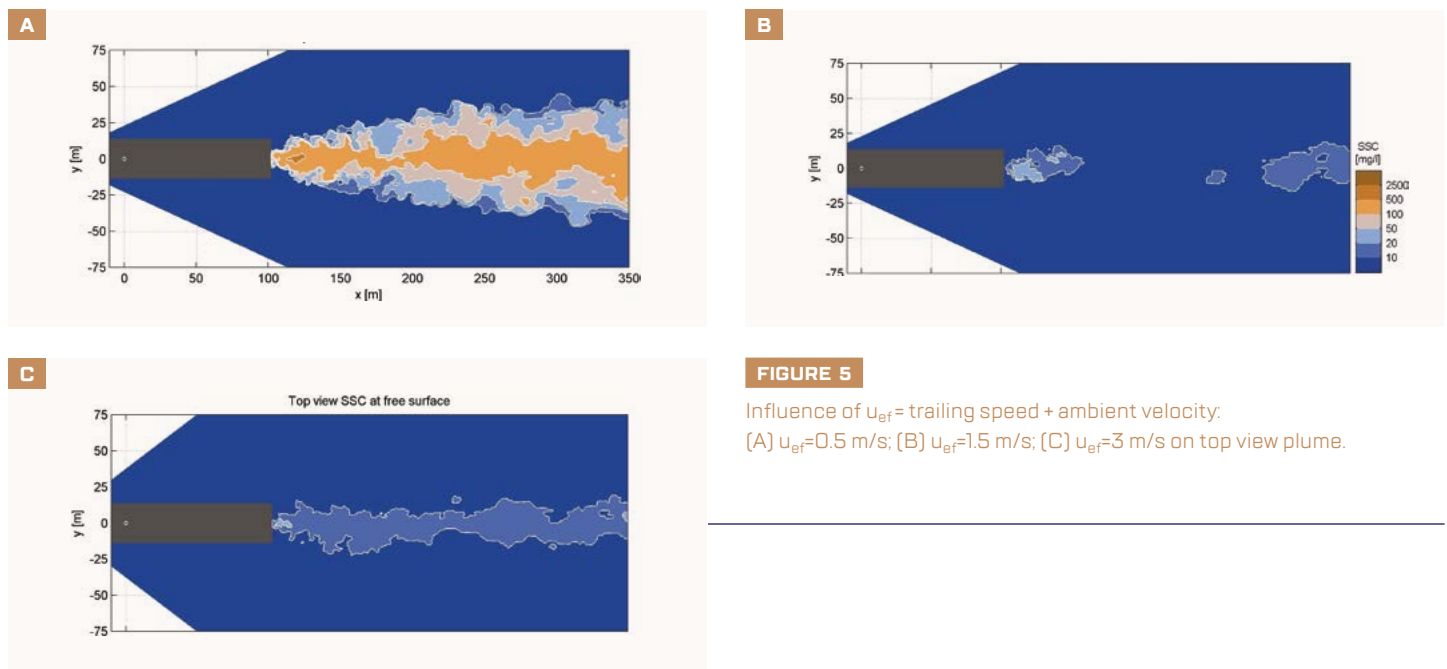 A
75
50
25
0
-25
-50
-75
y [m]
0
50
100
150
200
250
300
350
x [m]
B
75
50
25
0
-25
-50
-75
y [m]
SSC
[mg/l]
2500
500
100
50
20
10
C
Top view SSC at free surface
75
50
25
0
-25
-50
-75
y [m]
FIGURE 5
Influence of uef = trailing speed + ambient velocity:
(A) uef=0.5 m/s; (B) uef=1.5 m/s; (C) uef=3 m/s on top view plume.